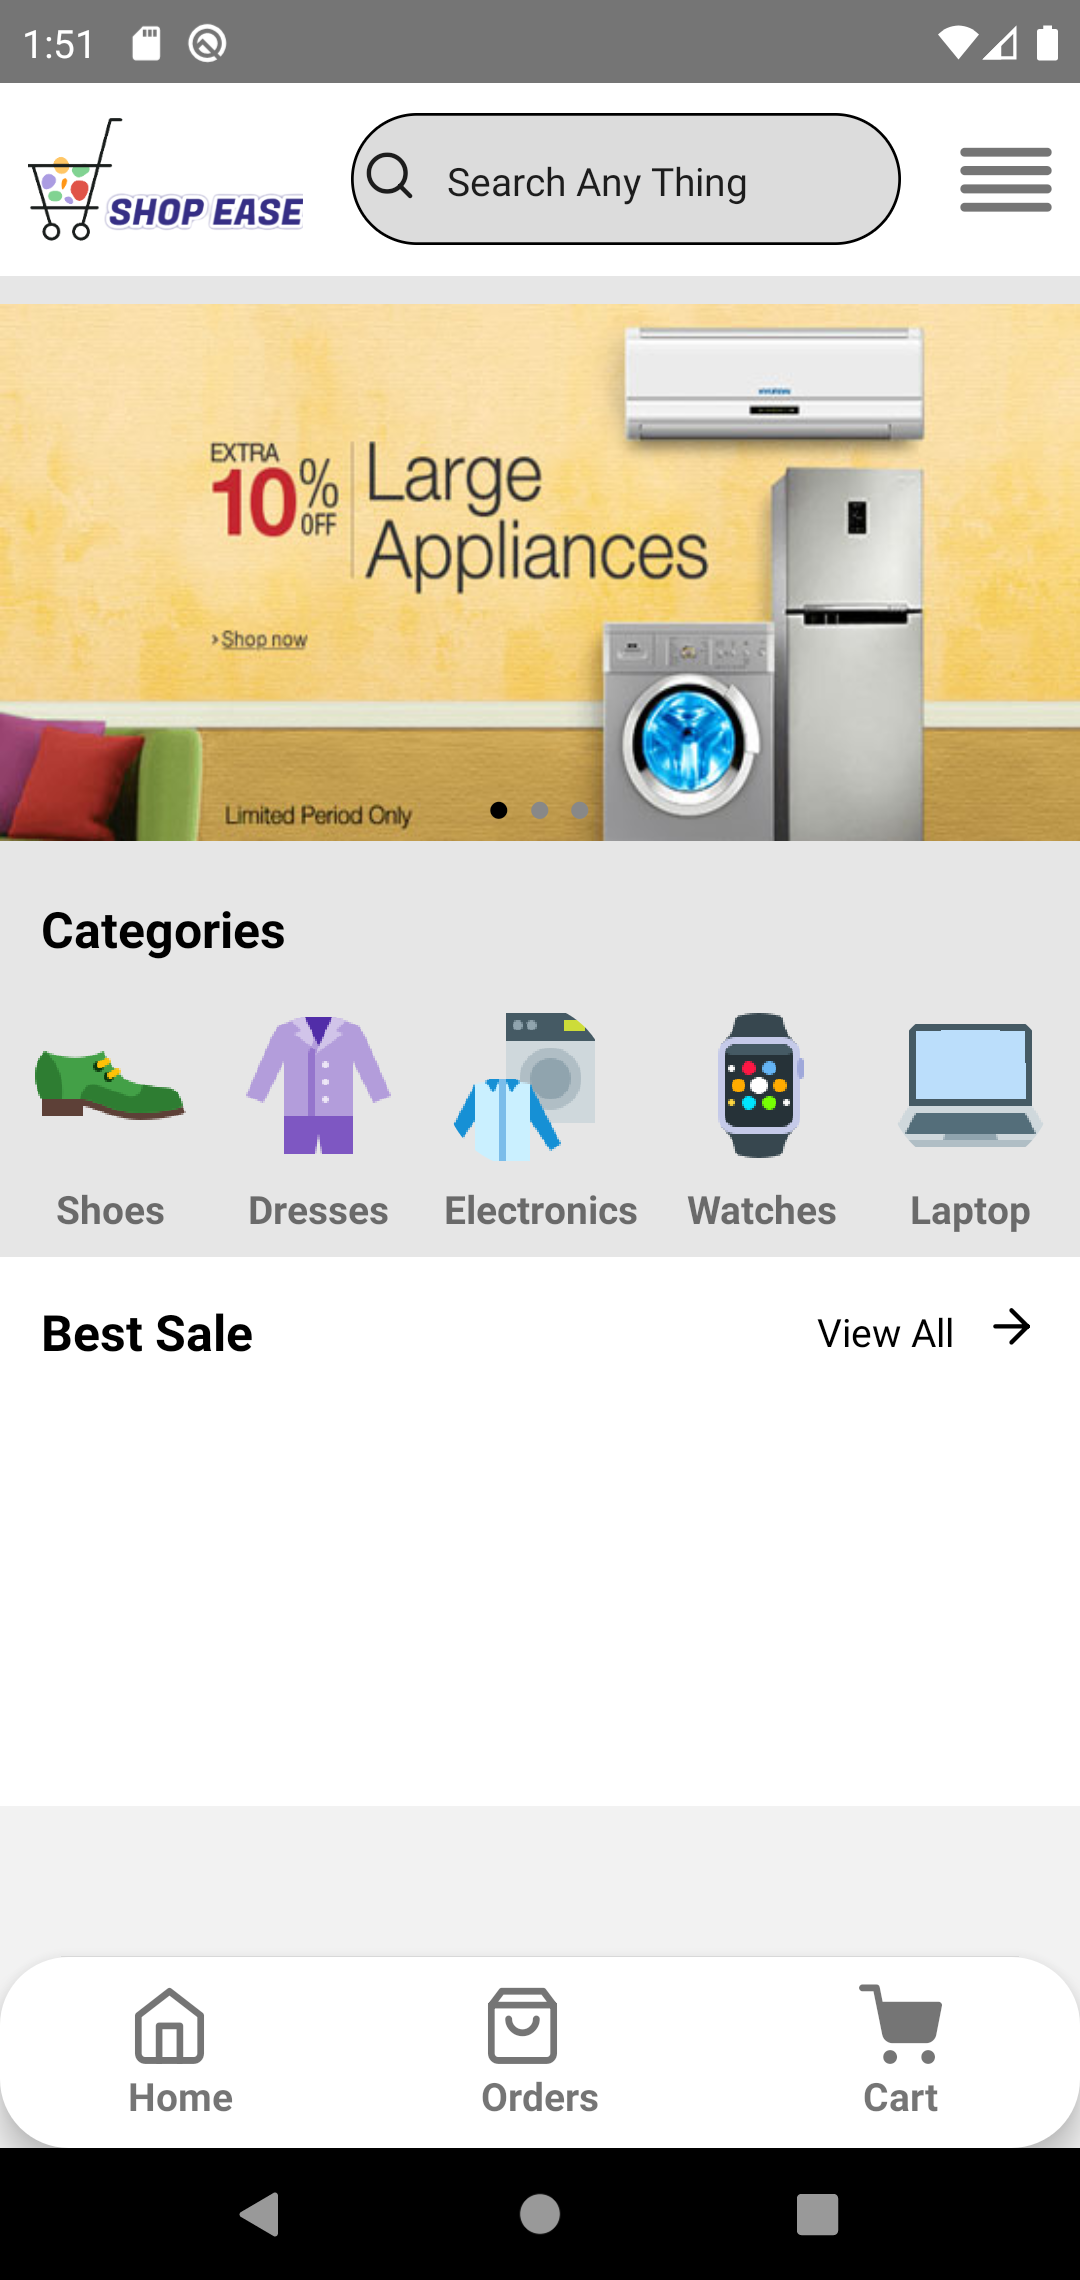 1:51
SHOP EASE
Search Any Thing
EXTRA
10%
OFF
Large
Appliances
› Shop now
Limited Period Only
Categories
Shoes
Dresses
Electronics
Watches
Laptop
Best Sale
View All
Home
Orders
Cart